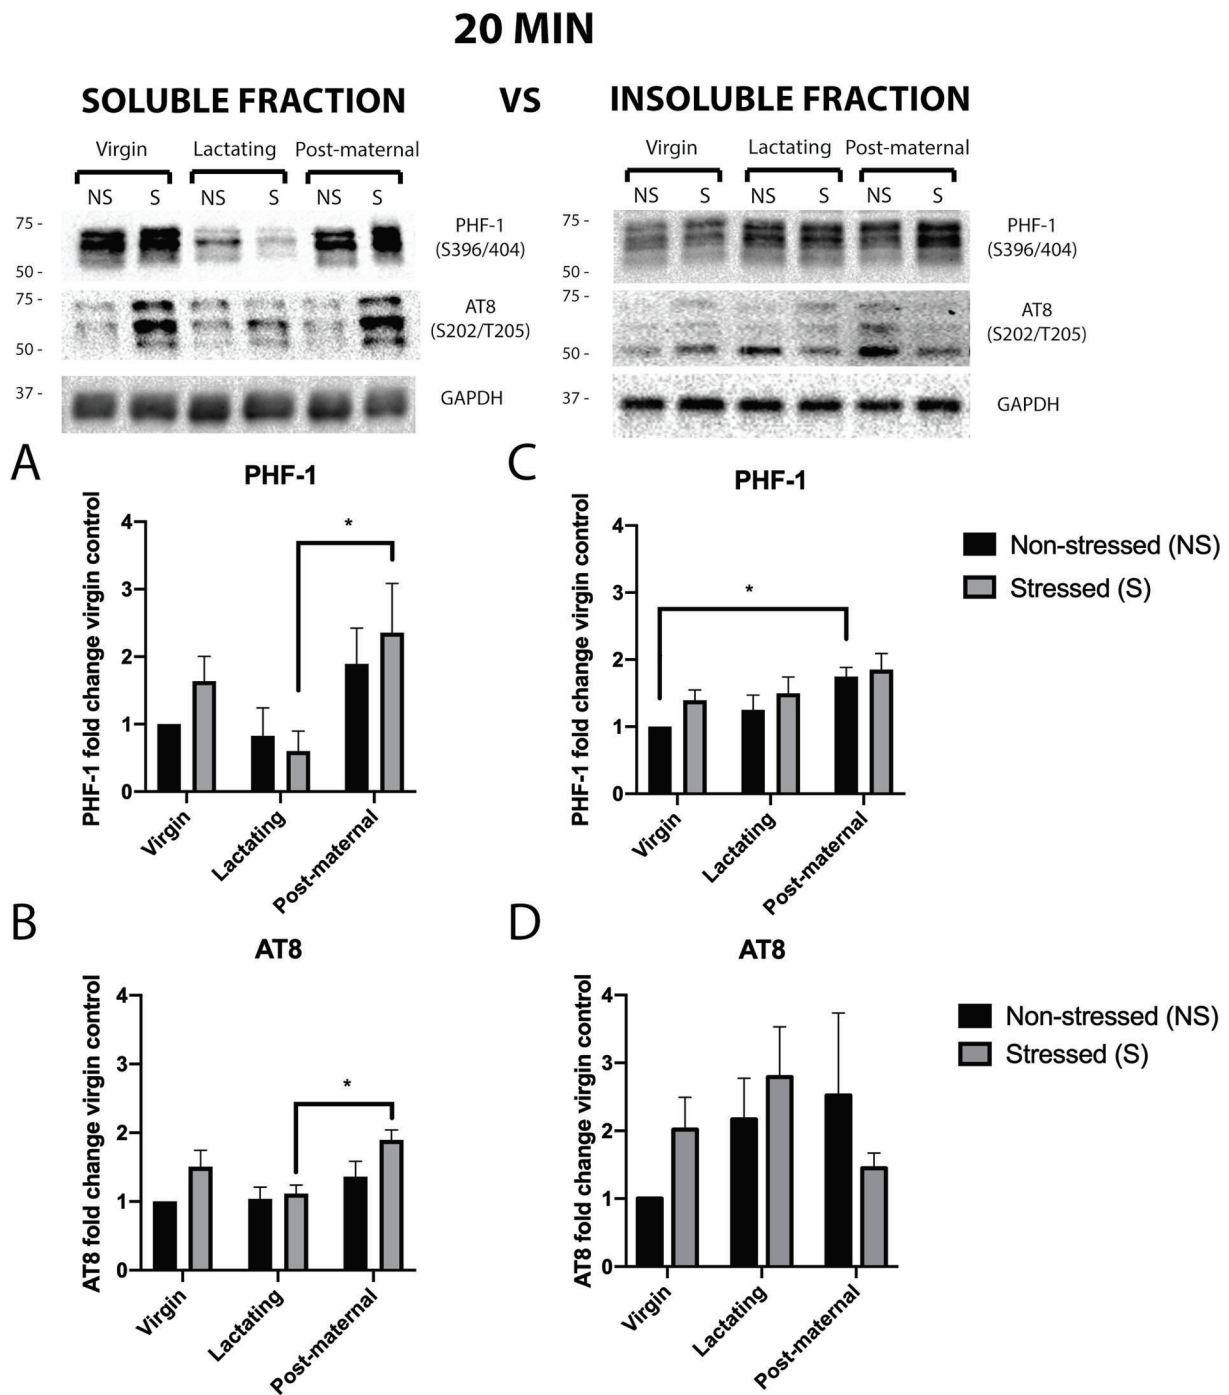 20 MIN
SOLUBLE FRACTION VS INSOLUBLE FRACTION
Virgin Lactating Post-maternal
NS S NS S NS S
75 -
50 -
PHF-1
(S396/404)
75 -
50 -
AT8
(S202/T205)
37 -
GAPDH
Virgin Lactating Post-maternal
NS S NS S NS S
75 -
50 -
PHF-1
(S396/404)
75 -
50 -
AT8
(S202/T205)
37 -
GAPDH
A
PHF-1
PHF-1 fold change virgin control
4
3
2
1
0
*
Virgin
Lactating
Post-maternal
C
PHF-1
PHF-1 fold change virgin control
4
3
2
1
0
*
Virgin
Lactating
Post-maternal
Non-stressed (NS)
Stressed (S)
B
AT8
AT8 fold change virgin control
4
3
2
1
0
*
Virgin
Lactating
Post-maternal
D
AT8
AT8 fold change virgin control
4
3
2
1
0
Virgin
Lactating
Post-maternal
Non-stressed (NS)
Stressed (S)